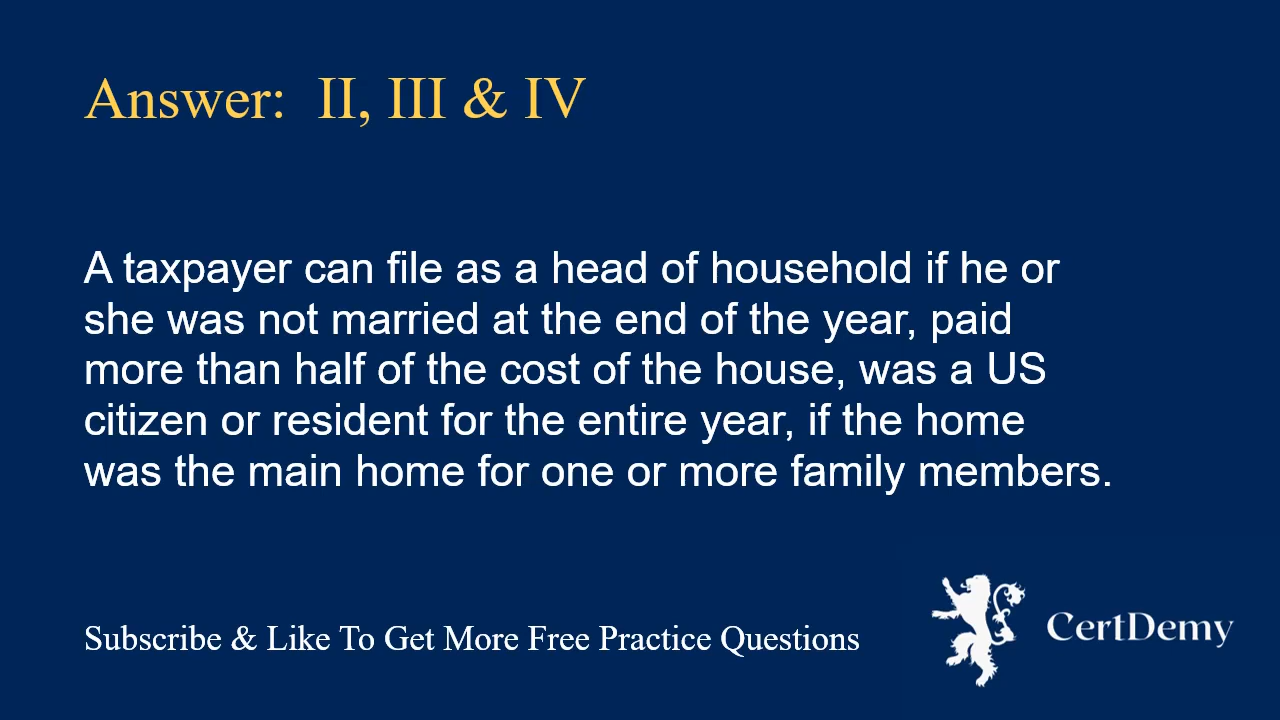 Answer: II, III & IV
A taxpayer can file as a head of household if he or
she was not married at the end of the year, paid
more than half of the cost of the house, was a US
citizen or resident for the entire year, if the home
was the main home for one or more family members.
Subscribe & Like To Get More Free Practice Questions
CertDemy